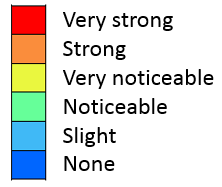 Very strong
Strong
Very noticeable
Noticeable
Slight
None